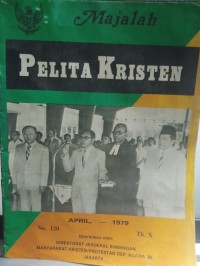 Majalah
PELITA KRISTEN
APRIL, — 1979
No. 120
Th. X
Diterbitkan oleh:
DIREKTORAT JENDERAL BIMBINGAN
MASYARAKAT KRISTEN/PROTESTAN DEP. AGAMA RI.
JAKARTA